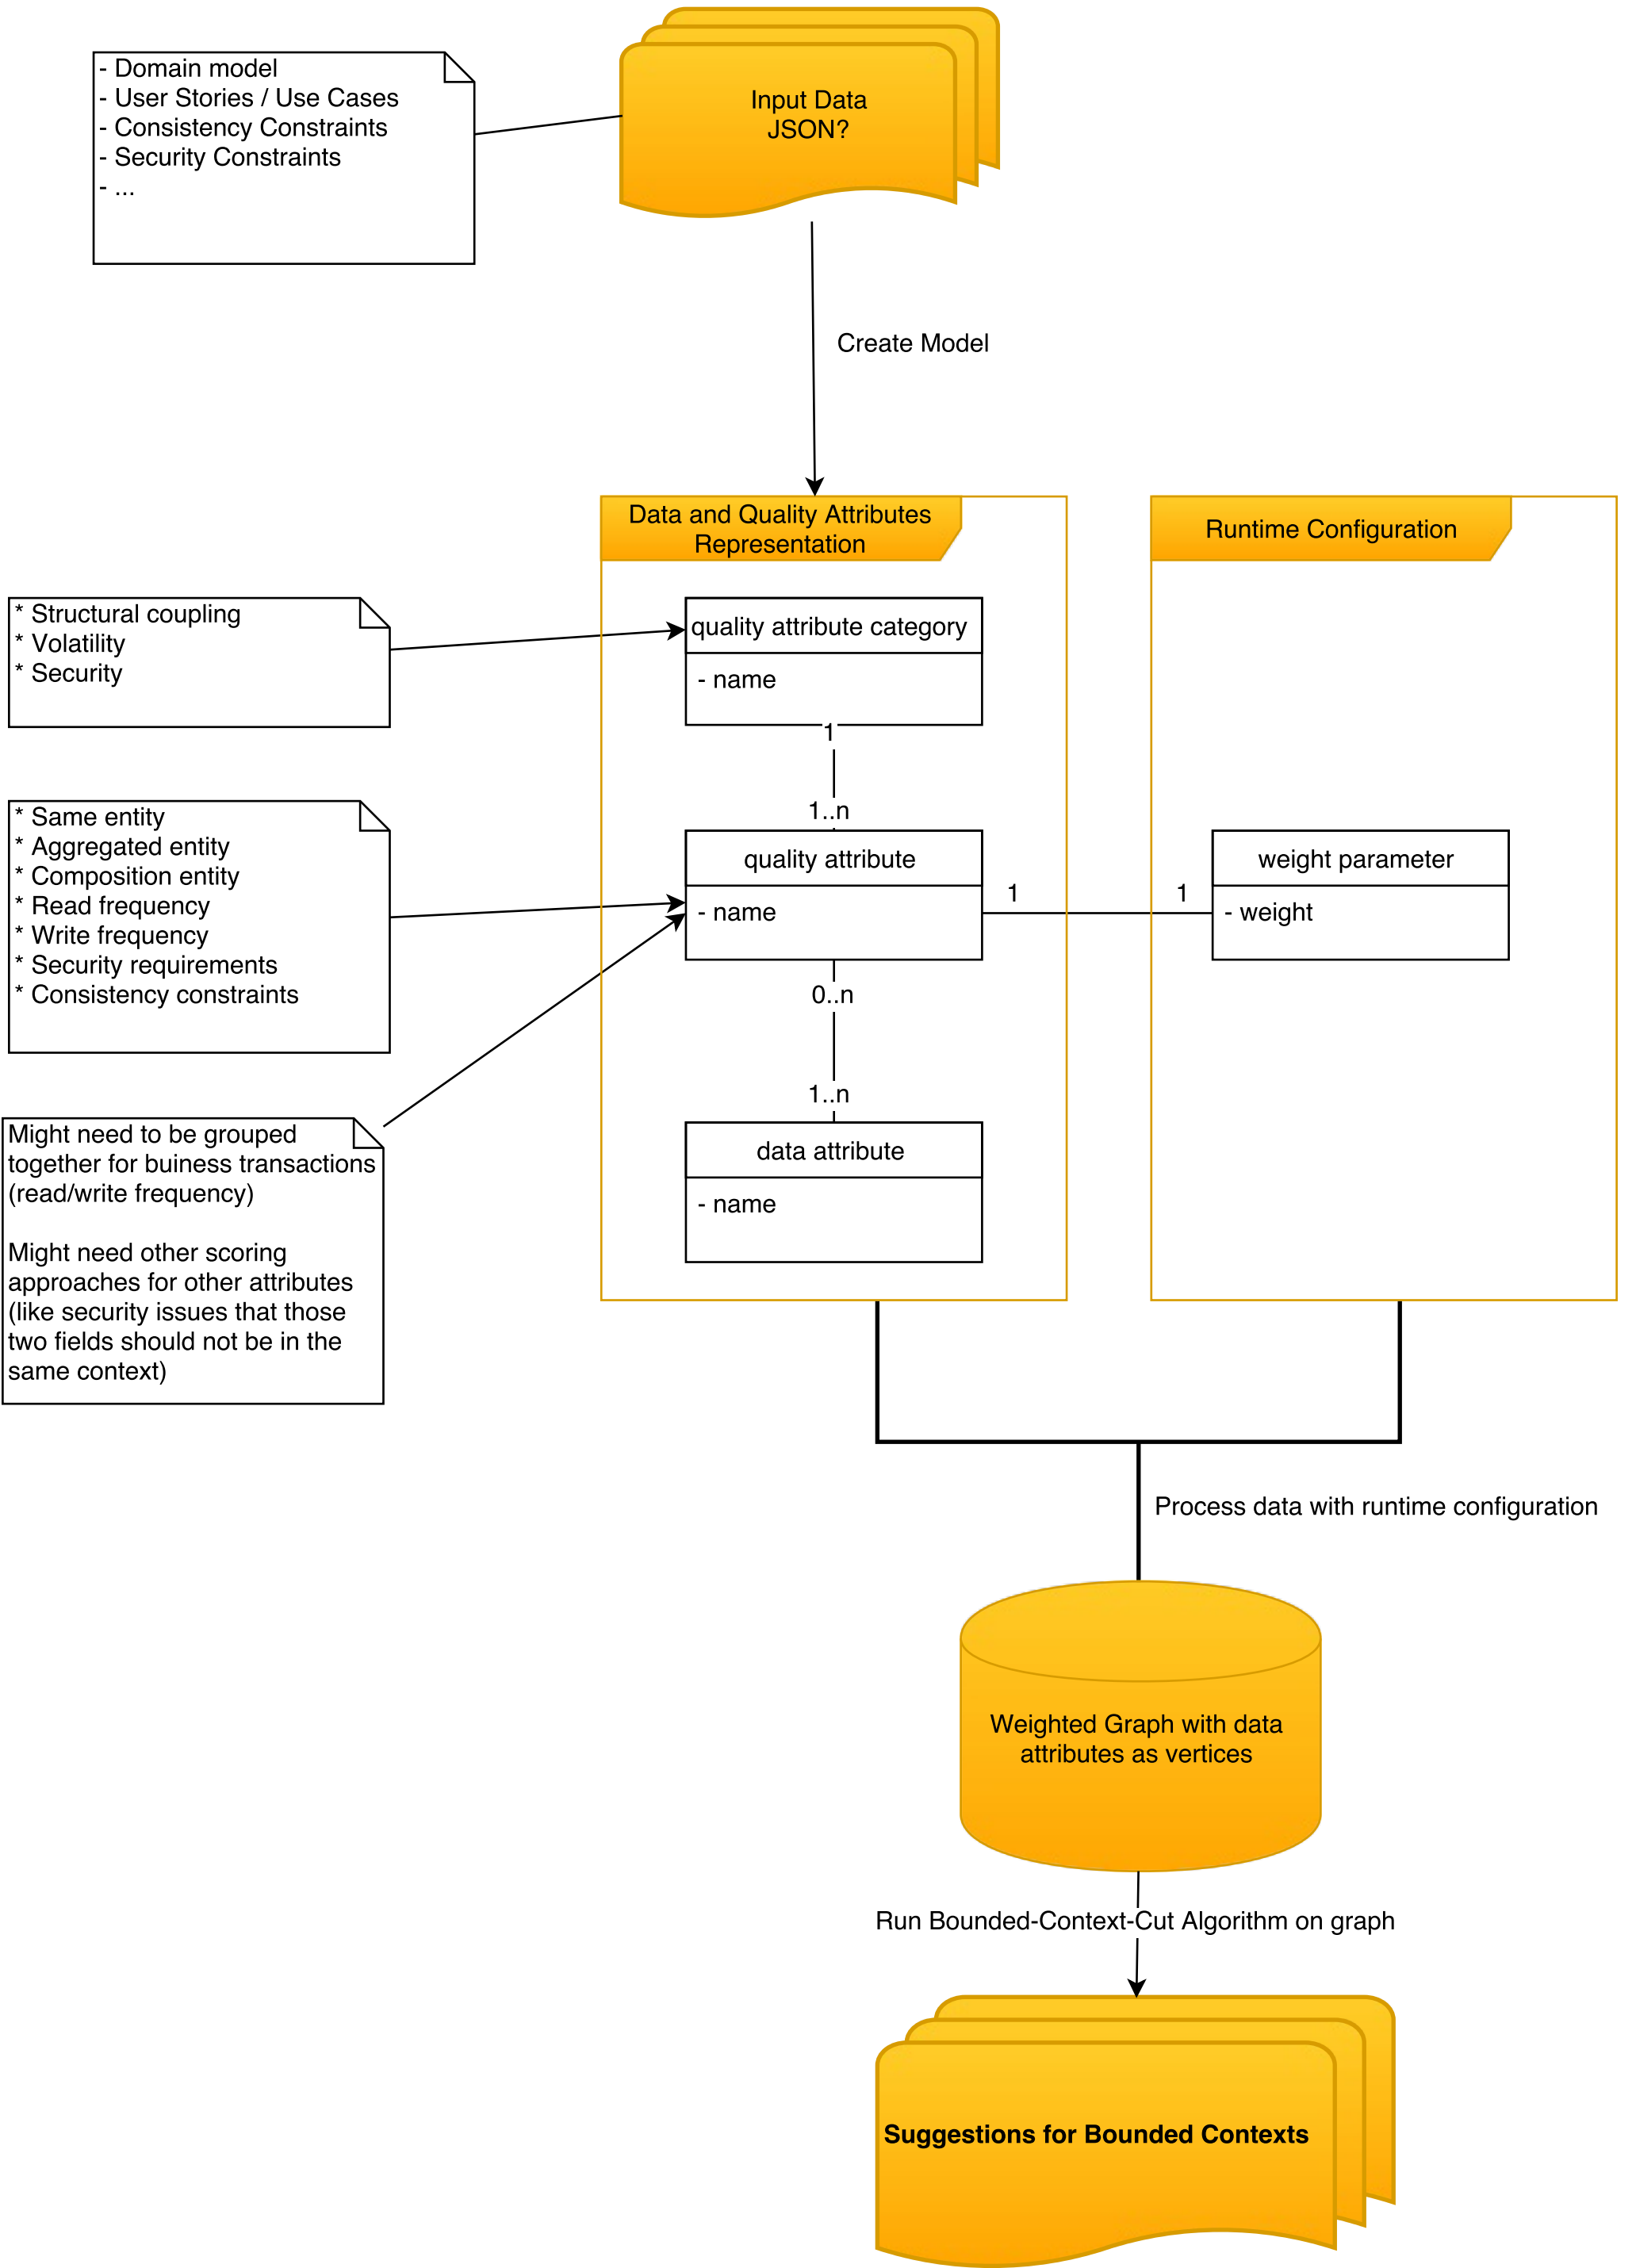 - Domain model
- User Stories / Use Cases
- Consistency Constraints
- Security Constraints
- ...
Input Data
JSON?
Create Model
Data and Quality Attributes
Representation
Runtime Configuration
* Structural coupling
* Volatility
* Security
quality attribute category
- name
1
1..n
* Same entity
* Aggregated entity
* Composition entity
* Read frequency
* Write frequency
* Security requirements
* Consistency constraints
quality attribute
- name
1
1
weight parameter
- weight
0..n
1..n
Might need to be grouped
together for buiness transactions
(read/write frequency)
Might need other scoring
approaches for other attributes
(like security issues that those
two fields should not be in the
same context)
data attribute
- name
Process data with runtime configuration
Weighted Graph with data
attributes as vertices
Run Bounded-Context-Cut Algorithm on graph
Suggestions for Bounded Contexts